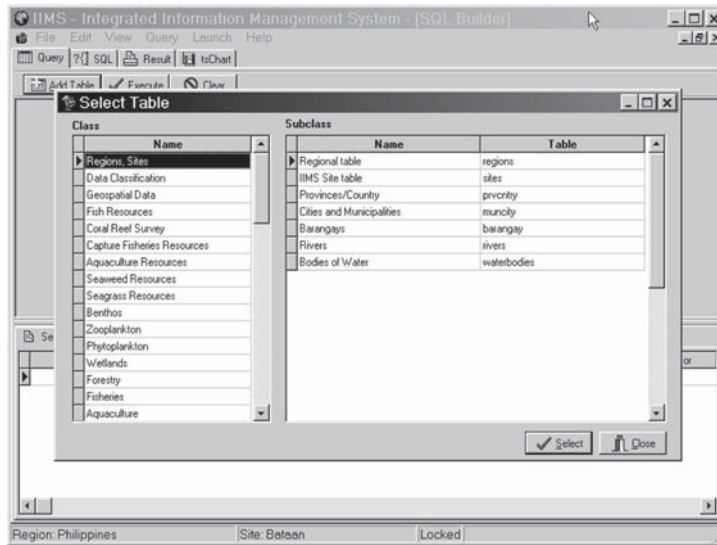 IIMS - Integrated Information Management System - [SQL Builder]
File Edit View Query Launch Help
Query ?{} SQL Result tsChart
Add Table Execute Clear
Select Table
Class
Name
Regions, Sites
Data Classification
Geospatial Data
Fish Resources
Coral Reef Survey
Capture Fisheries Resources
Aquaculture Resources
Seaweed Resources
Seagrass Resources
Benthos
Zooplankton
Phytoplankton
Wetlands
Forestry
Fisheries
Aquaculture
Subclass
Name Table
Regional table regions
IIMS Site table sites
Provinces/Country prvcntry
Cities and Municipalities muncity
Barangays barangay
Rivers rivers
Bodies of Water waterbodies
Se
or
Select Close
Region: Philippines Site: Bataan Locked